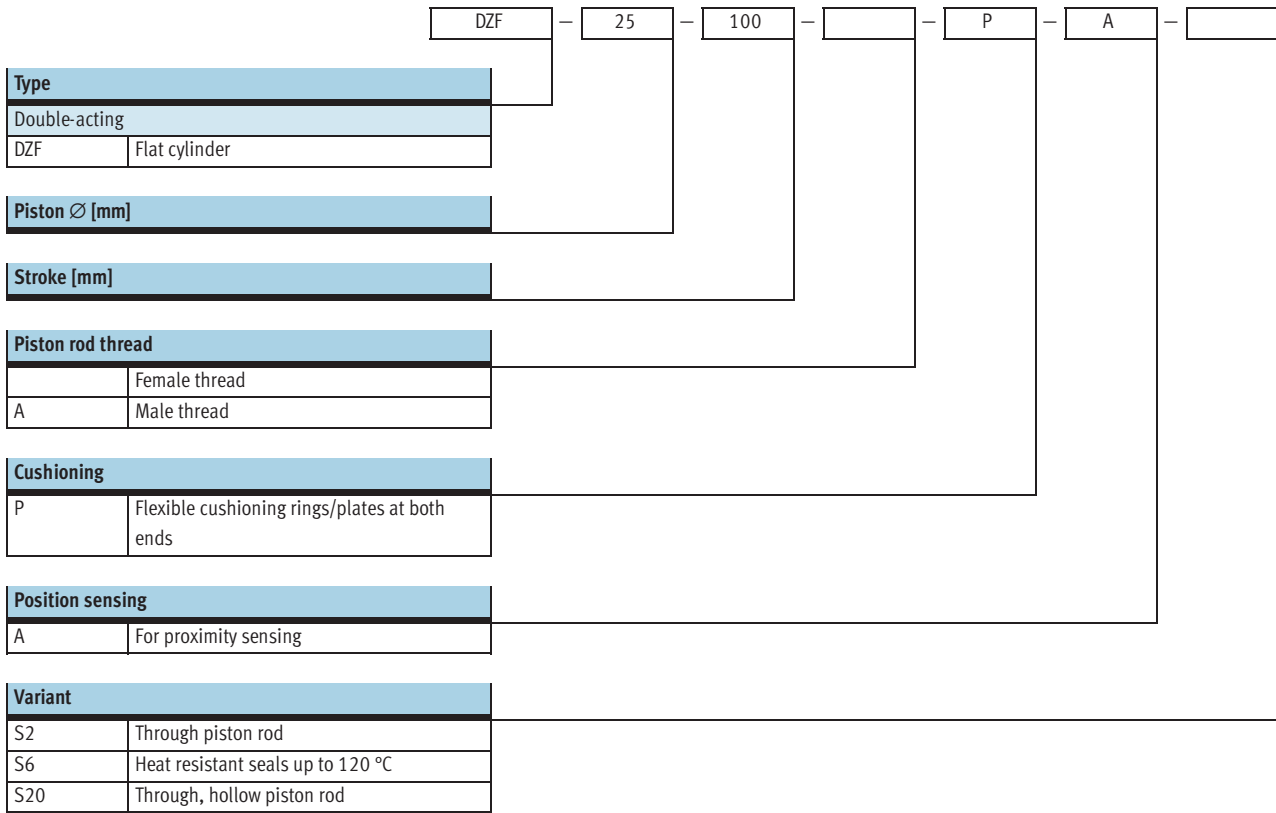 DZF – 25 – 100 – – P – A –
Type
Double-acting
DZF Flat cylinder
Piston ∅ [mm]
Stroke [mm]
Piston rod thread
Female thread
A Male thread
Cushioning
P Flexible cushioning rings/plates at both
ends
Position sensing
A For proximity sensing
Variant
S2 Through piston rod
S6 Heat resistant seals up to 120 °C
S20 Through, hollow piston rod